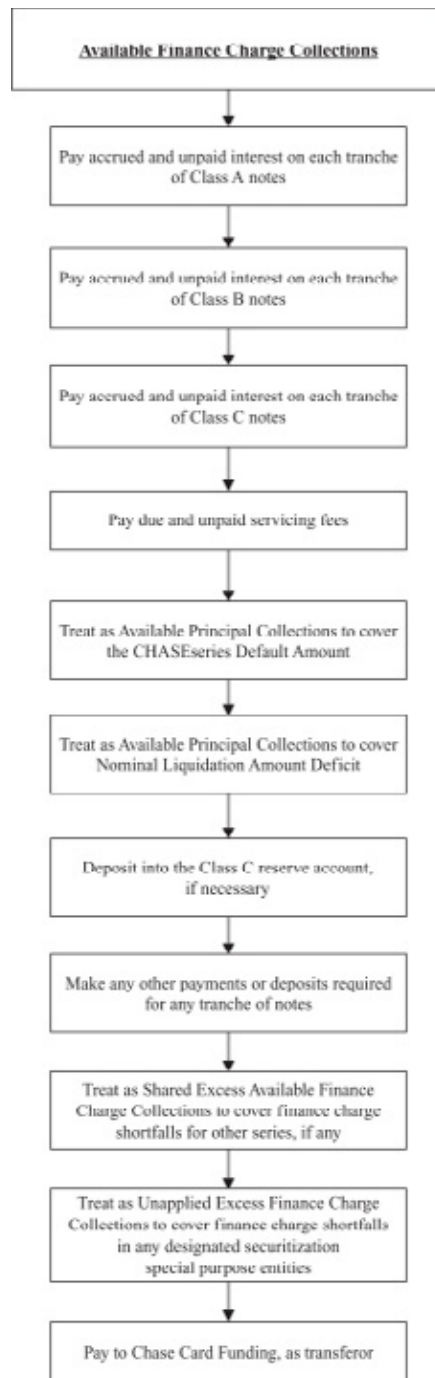 Available Finance Charge Collections
Pay accrued and unpaid interest on each tranche
of Class A notes
Pay accrued and unpaid interest on each tranche
of Class B notes
Pay accrued and unpaid interest on each tranche
of Class C notes
Pay due and unpaid servicing fees
Treat as Available Principal Collections to cover
the CHASEseries Default Amount
Treat as Available Principal Collections to cover
Nominal Liquidation Amount Deficit
Deposit into the Class C reserve account,
if necessary
Make any other payments or deposits required
for any tranche of notes
Treat as Shared Excess Available Finance
Charge Collections to cover finance charge
shortfalls for other series, if any
Treat as Unapplied Excess Finance Charge
Collections to cover finance charge shortfalls
in any designated securitization
special purpose entities
Pay to Chase Card Funding, as transferor